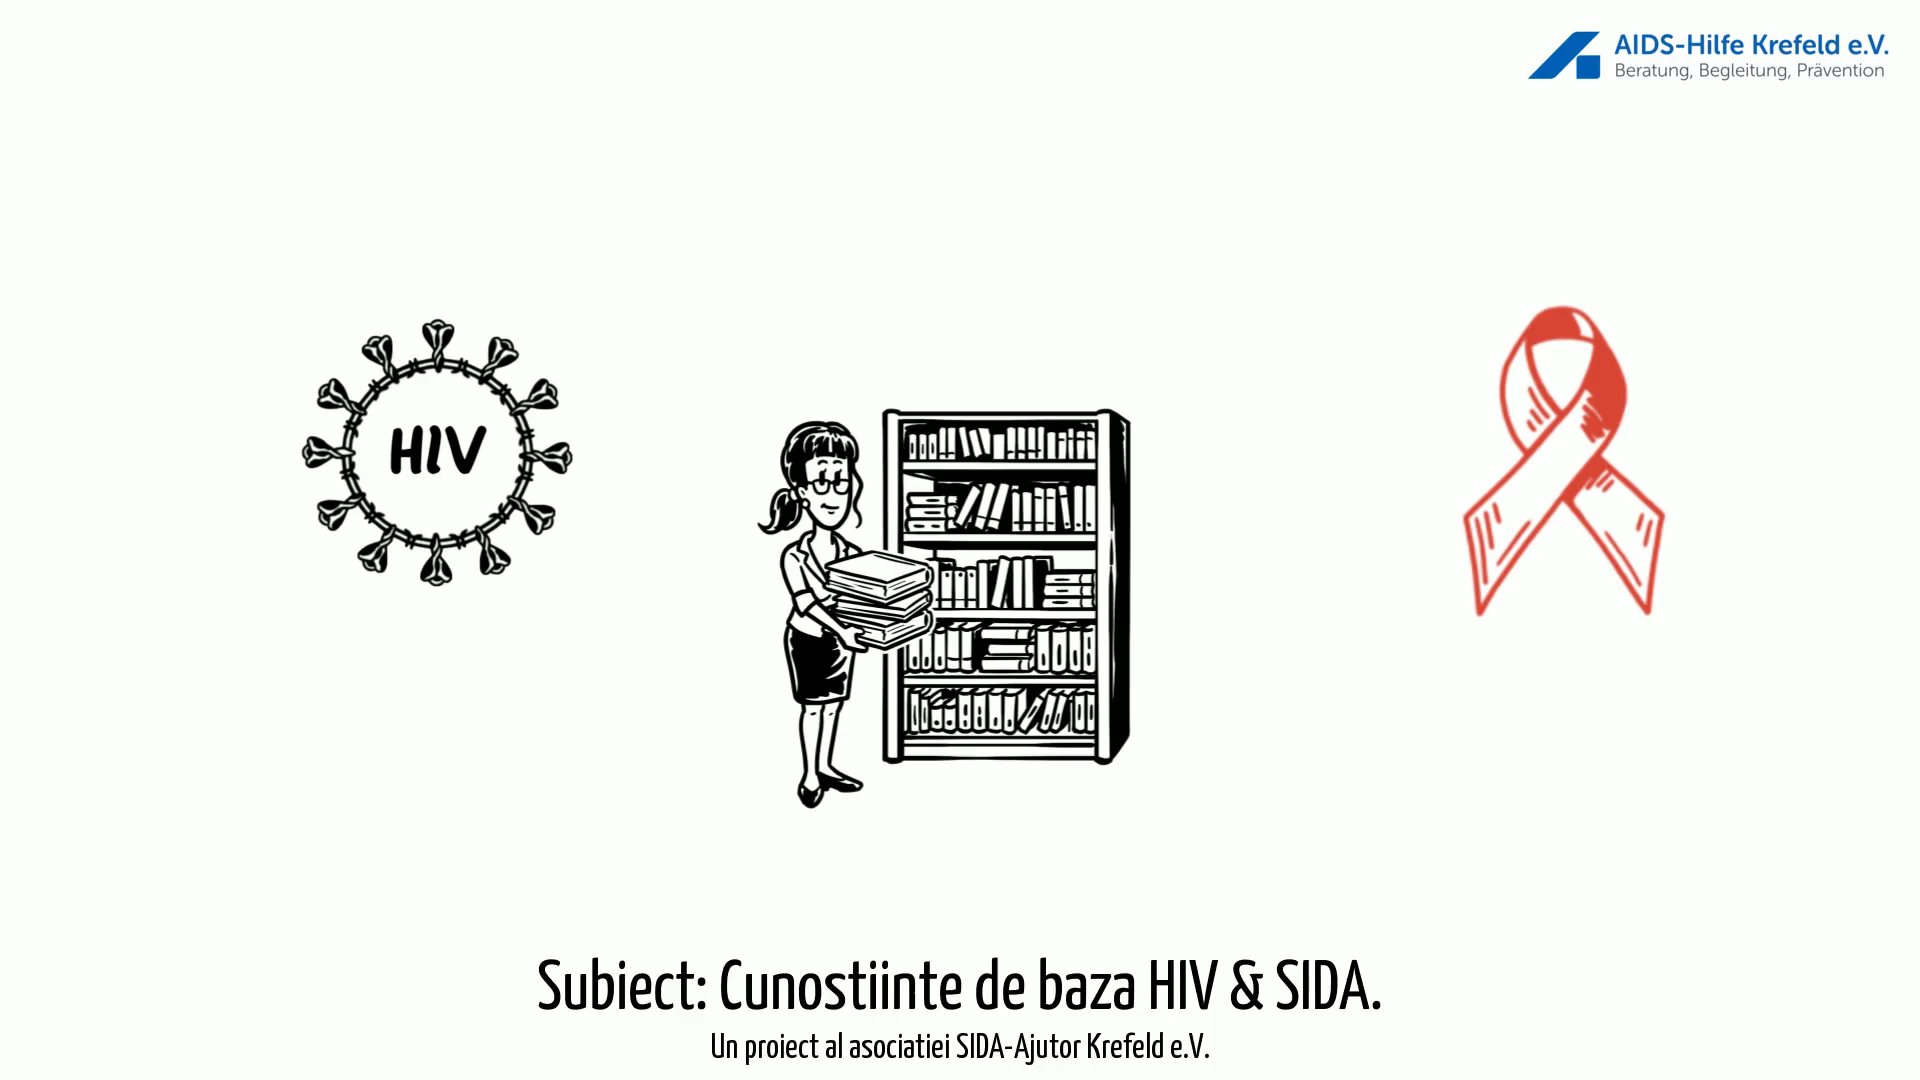 AIDS-Hilfe Krefeld e.V.
Beratung, Begleitung, Prävention
HIV
Subiect: Cunostiinte de baza HIV & SIDA.
Un proiect al asociatiei SIDA-Ajutor Krefeld e.V.